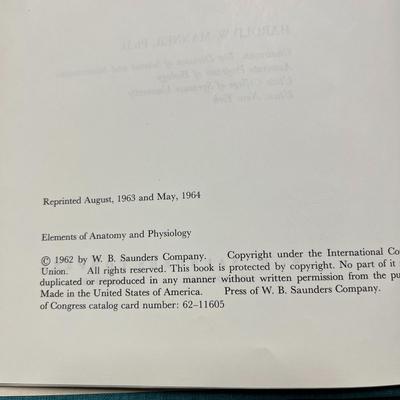 Reprinted August, 1963 and May, 1964
Elements of Anatomy and Physiology
© 1962 by W. B. Saunders Company. Copyright under the International Co
Union. All rights reserved. This book is protected by copyright. No part of it
duplicated or reproduced in any manner without written permission from the pu
Made in the United States of America. Press of W. B. Saunders Company.
of Congress catalog card number: 62-11605